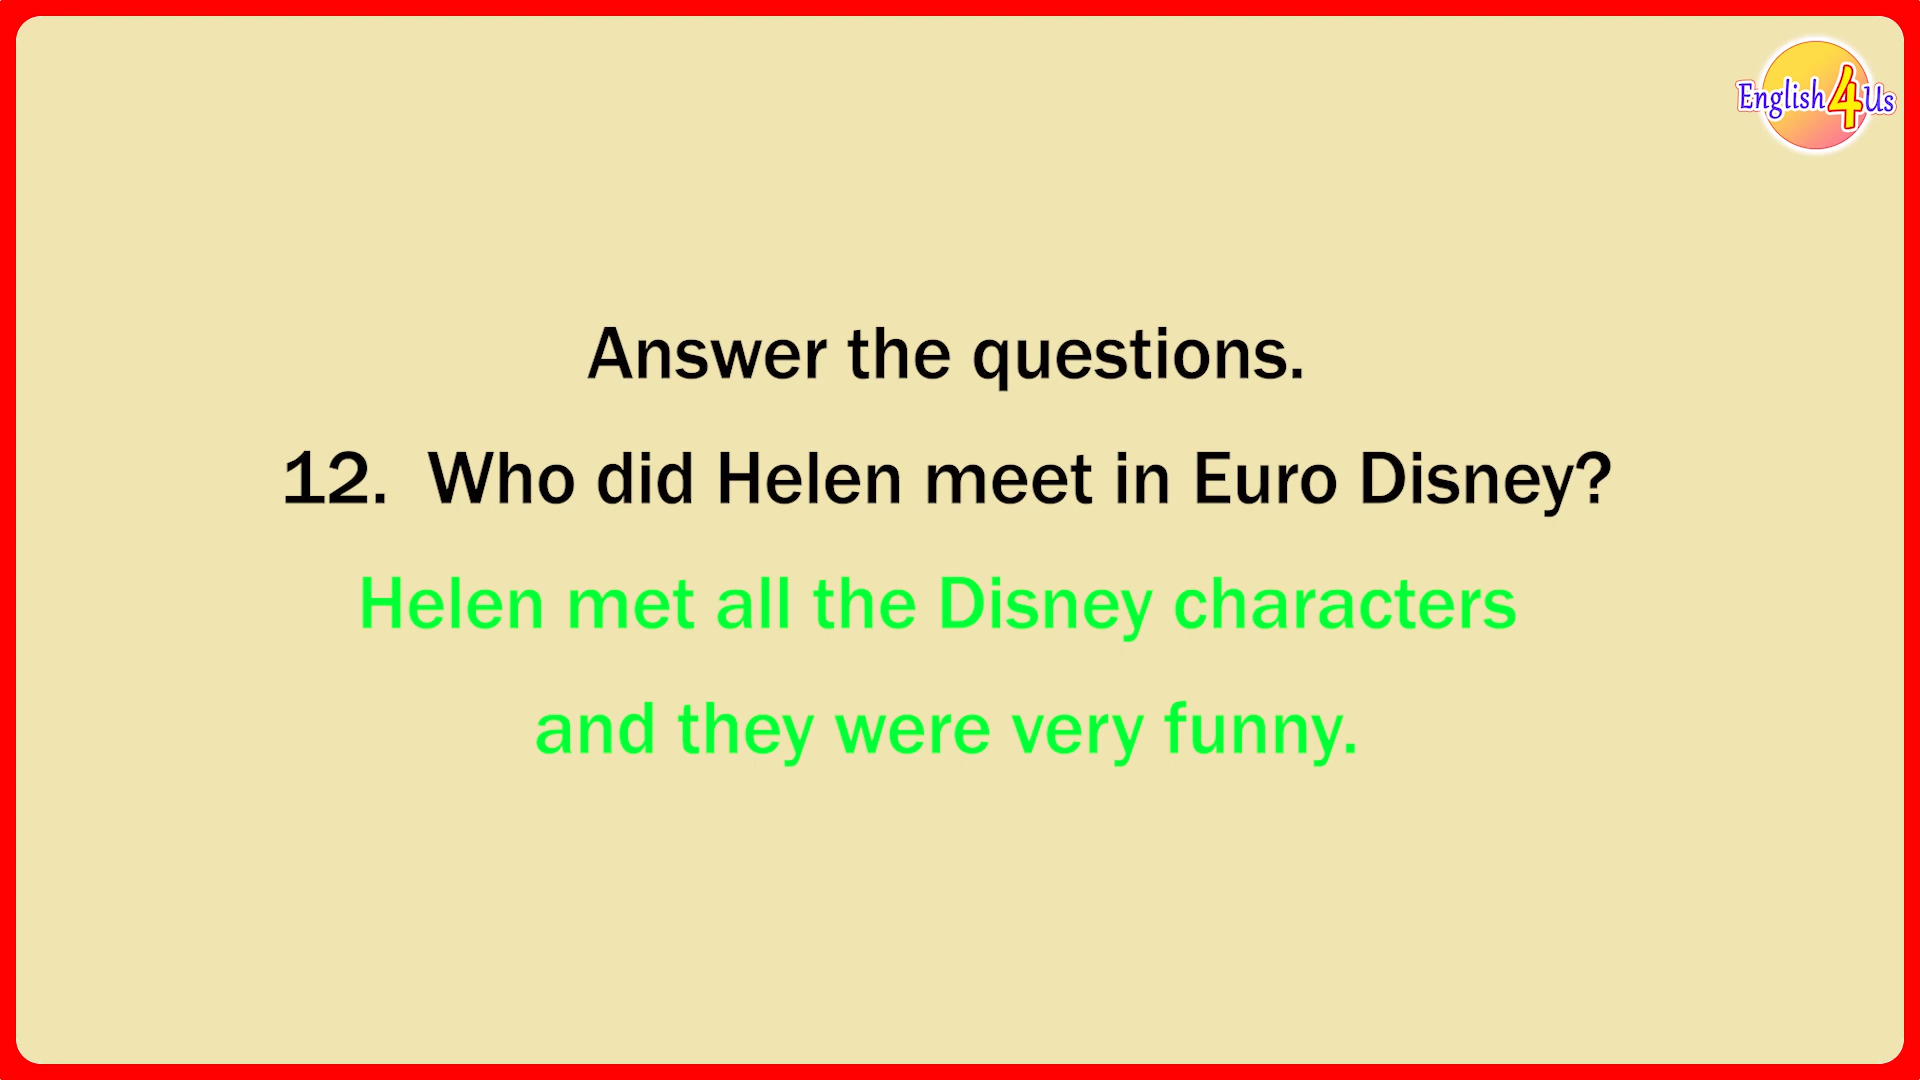 English4Us
Answer the questions.
12. Who did Helen meet in Euro Disney?
Helen met all the Disney characters
and they were very funny.